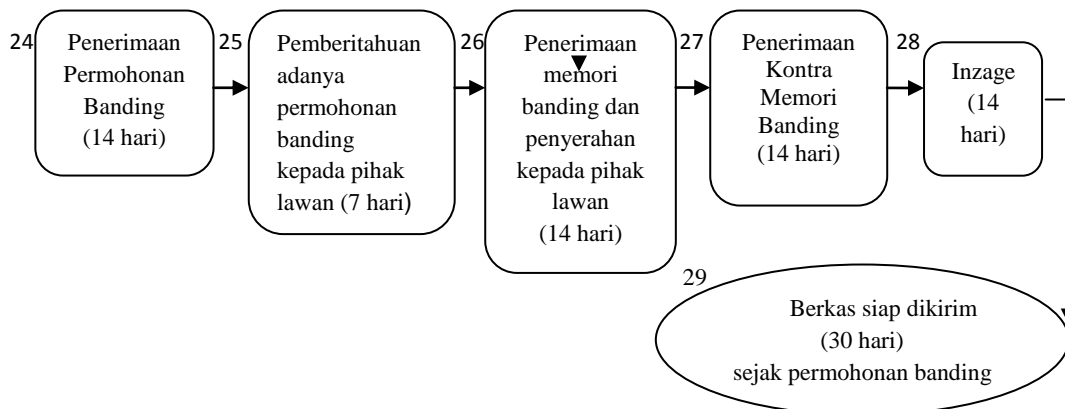 24
Penerimaan
Permohonan
Banding
(14 hari)
25
Pemberitahuan
adanya
permohonan
banding
kepada pihak
lawan (7 hari)
26
Penerimaan
memori
banding dan
penyerahan
kepada pihak
lawan
(14 hari)
27
Penerimaan
Kontra
Memori
Banding
(14 hari)
28
Inzage
(14
hari)
29
Berkas siap dikirim
(30 hari)
sejak permohonan banding